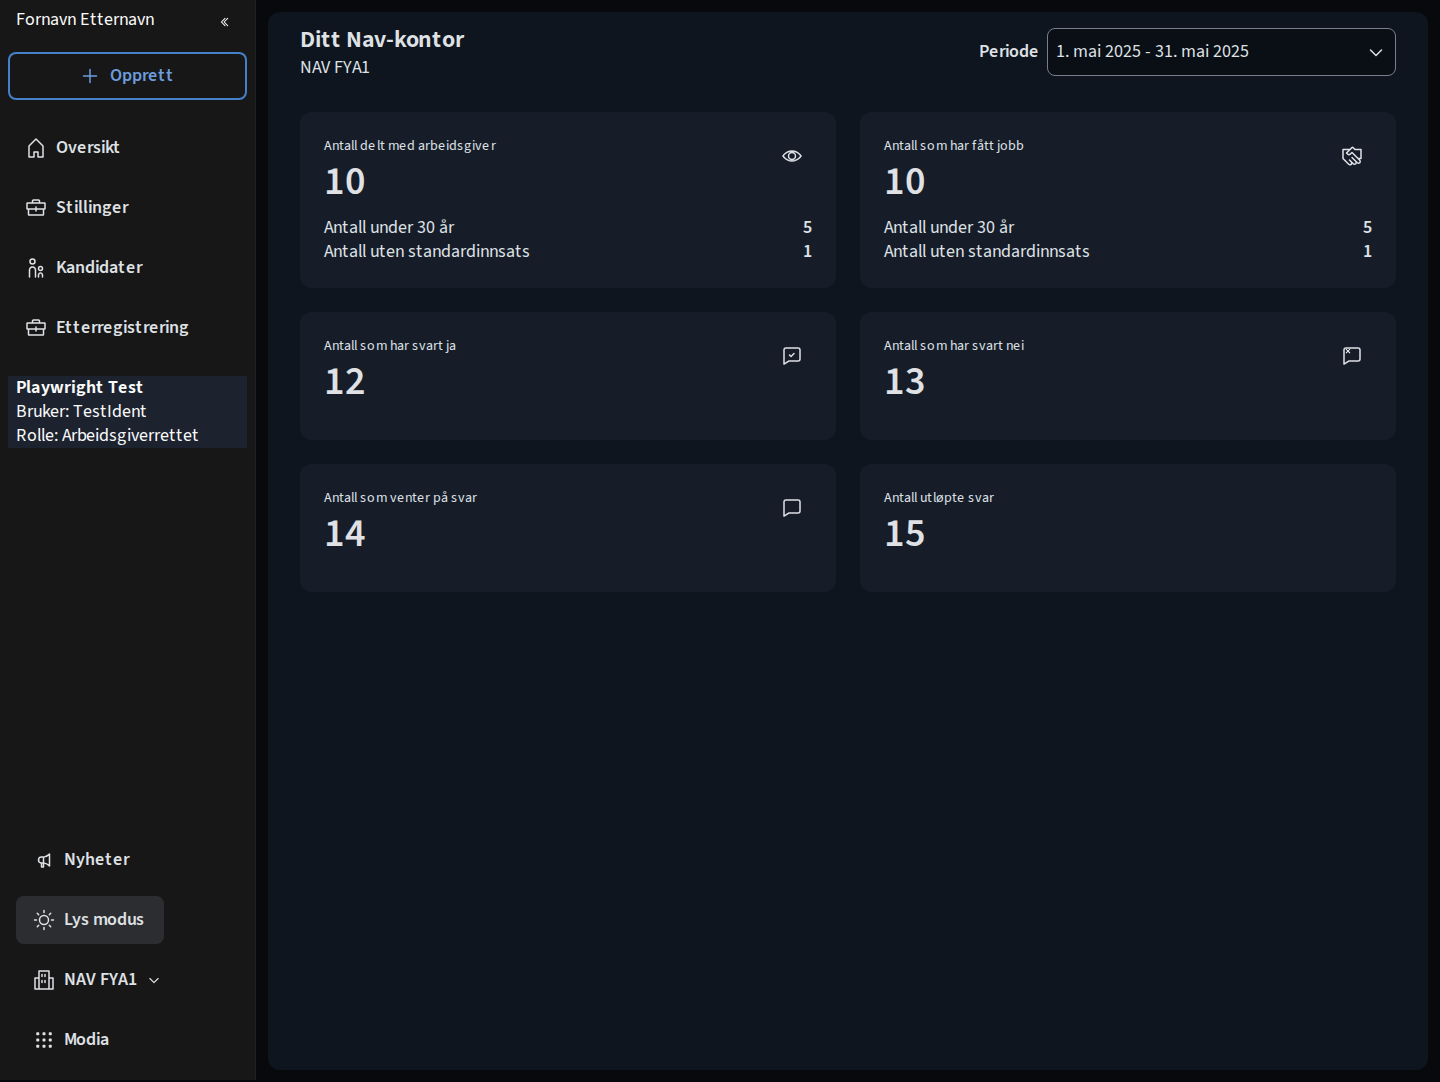 Fornavn Etternavn
Opprett
Oversikt
Stillinger
Kandidater
Etterregistrering
Playwright Test
Bruker: TestIdent
Rolle: Arbeidsgiverrettet
Nyheter
Lys modus
NAV FYA1
Media
Ditt Nav-kontor
NAV FYA1
Periode
1. mai 2025 - 31. mai 2025
Antall delt med arbeidsgiver
10
Antall under 30 år 5
Antall uten standardinnsats 1
Antall som har fått jobb
10
Antall under 30 år 5
Antall uten standardinnsats 1
Antall som har svart ja
12
Antall som har svart nei
13
Antall som venter på svar
14
Antall utløpte svar
15